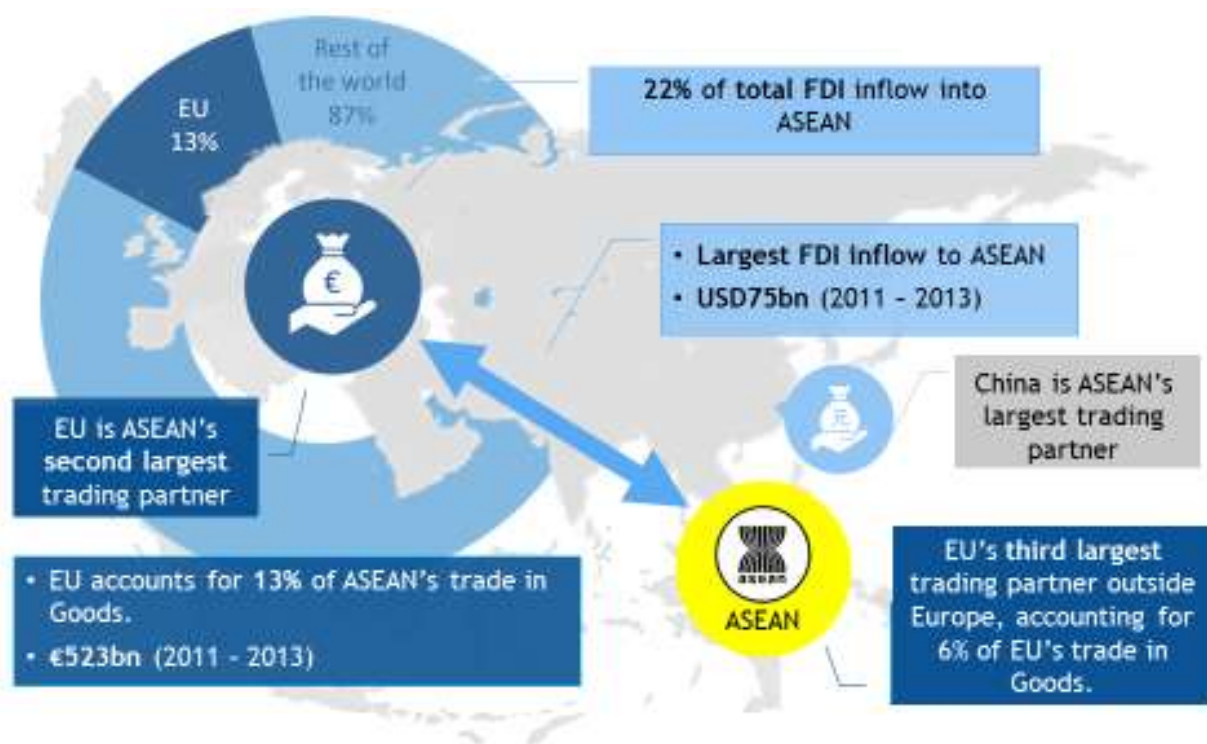 Rest of
the world
87%
EU
13%
22% of total FDI inflow into
ASEAN
• Largest FDI inflow to ASEAN
• USD75bn (2011 – 2013)
€
元
China is ASEAN's
largest trading
partner
EU is ASEAN's
second largest
trading partner
asean
ASEAN
• EU accounts for 13% of ASEAN's trade in
Goods.
• €523bn (2011 – 2013)
EU's third largest
trading partner outside
Europe, accounting for
6% of EU's trade in
Goods.